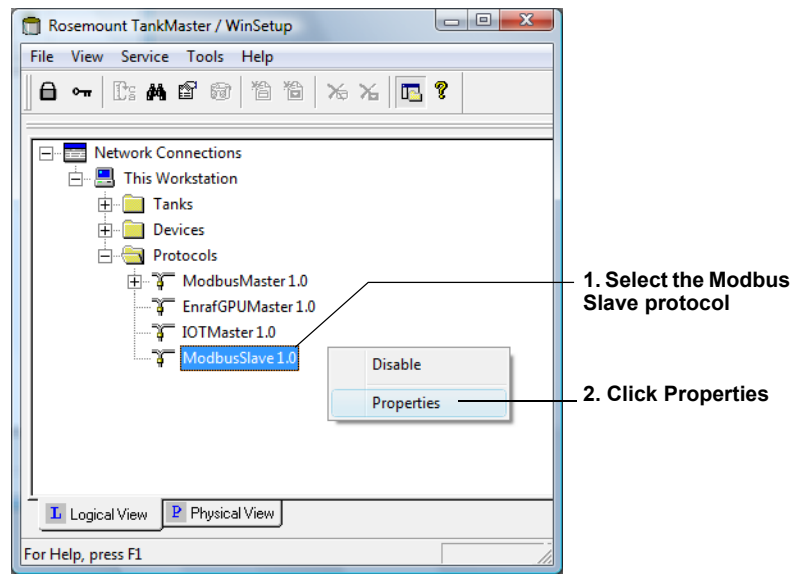 Rosemount TankMaster / WinSetup
File View Service Tools Help
Network Connections
This Workstation
Tanks
Devices
Protocols
ModbusMaster 1.0
EnrafGPUMaster 1.0
IOTMaster 1.0
ModbusSlave 1.0
Disable
Properties
1. Select the Modbus
Slave protocol
2. Click Properties
L Logical View P Physical View
For Help, press F1